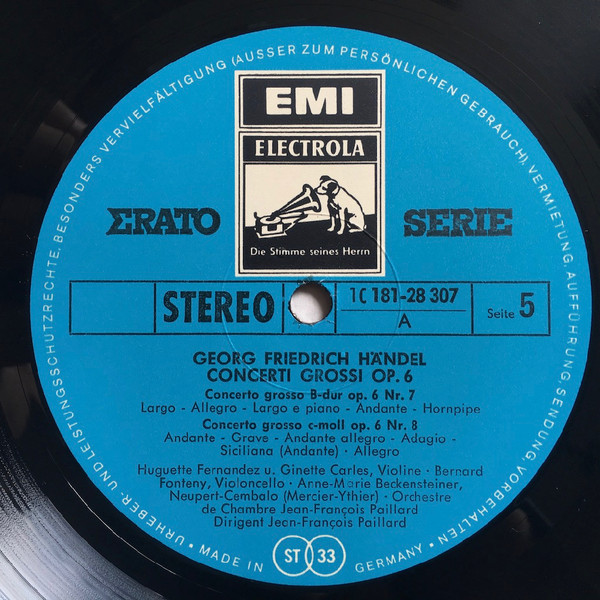 URHEBER- UND LEISTUNGSSCHUTZRECHTE, BESONDERS VERVIELFÄLTIGUNG (AUSSER ZUM PERSÖNLICHEN GEBRAUCH), VERMIETUNG, AUFFÜHRUNG, SENDUNG VORBEHALTEN •
EMI
ELECTROLA
Die Stimme seines Herrn
ΣRATO SERIE
STEREO
1C 181-28 307
A
Seite 5
GEORG FRIEDRICH HÄNDEL
CONCERTI GROSSI OP. 6
Concerto grosso B-dur op. 6 Nr. 7
Largo - Allegro - Largo e piano - Andante - Hornpipe
Concerto grosso c-moll op. 6 Nr. 8
Andante - Grave - Andante allegro - Adagio -
Siciliana (Andante) - Allegro
Huguette Fernandez u. Ginette Carles, Violine · Bernard
Fonteny, Violoncello · Anne-Marie Beckensteiner,
Neupert-Cembalo (Mercier-Ythier) · Orchestre
de Chambre Jean-François Paillard
Dirigent Jean-François Paillard
• MADE IN GERMANY •
ST 33